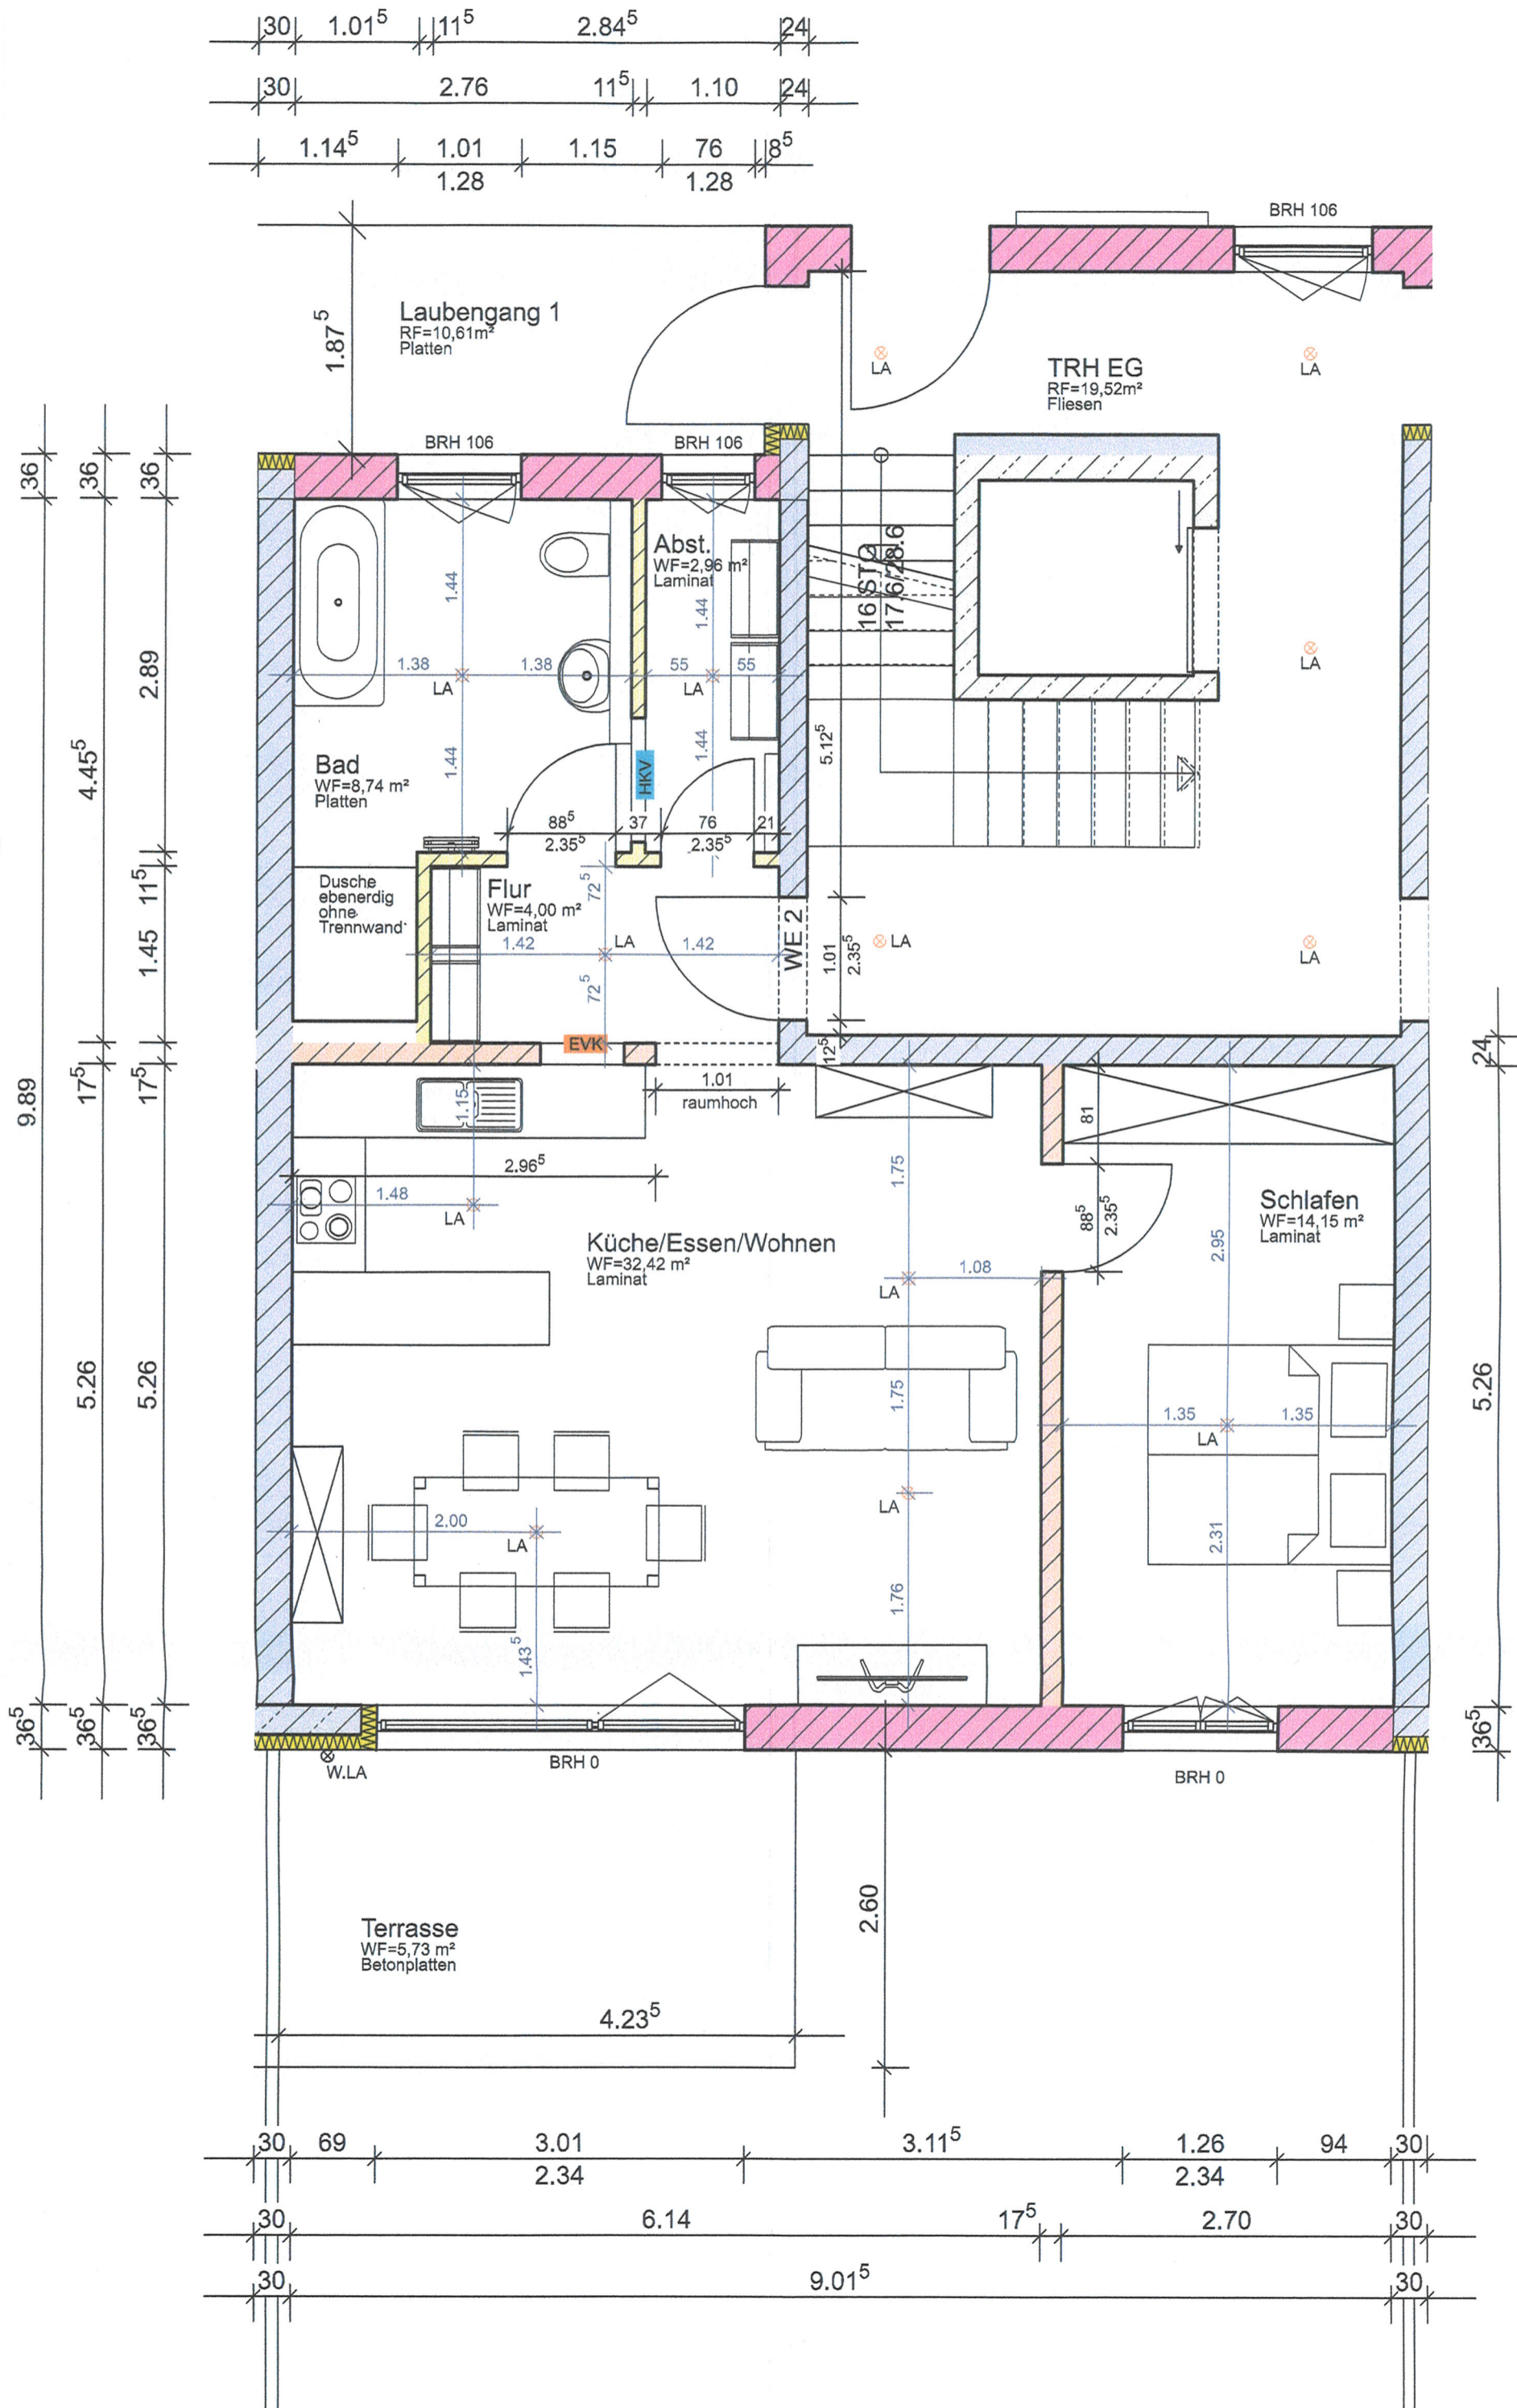 30 1.01⁵ 11⁵ 2.84⁵ 24
30 2.76 11⁵ 1.10 24
1.14⁵ 1.01 1.15 76 8⁵
1.28 1.28
BRH 106
1.87⁵
Laubengang 1
RF=10,61m²
Platten
LA
TRH EG
RF=19,52m²
Fliesen
LA
BRH 106
BRH 106
36 36 36
1.44
Abst.
WF=2,96 m²
Laminat
1.44
16 STG
17.6/28.6
1.38 1.38
LA
55 55
LA
LA
2.89
4.45⁵
1.44
1.44
5.12⁵
Bad
WF=8,74 m²
Platten
HKV
88⁵ 37 76 21
2.35⁵ 2.35⁵
11⁵
Dusche
ebenerdig
ohne
Trennwand
Flur
WF=4,00 m²
Laminat
72⁵
1.42
LA
1.42
72⁵
WE 2
1.01
2.35⁵
LA
LA
1.45
EVK
12⁵
24
17⁵ 17⁵
9.89
1.01
raumhoch
1.15
81
2.96⁵
1.48
LA
1.75
88⁵
2.35⁵
Schlafen
WF=14,15 m²
Laminat
2.95
Küche/Essen/Wohnen
WF=32,42 m²
Laminat
1.08
LA
5.26 5.26
1.75
1.35 1.35
LA
5.26
2.00
LA
LA
2.31
1.76
1.43⁵
36⁵ 36⁵ 36⁵
36⁵
W.LA
BRH 0
BRH 0
2.60
Terrasse
WF=5,73 m²
Betonplatten
4.23⁵
30 69 3.01 3.11⁵ 1.26 94 30
2.34 2.34
30 6.14 17⁵ 2.70 30
30 9.01⁵ 30